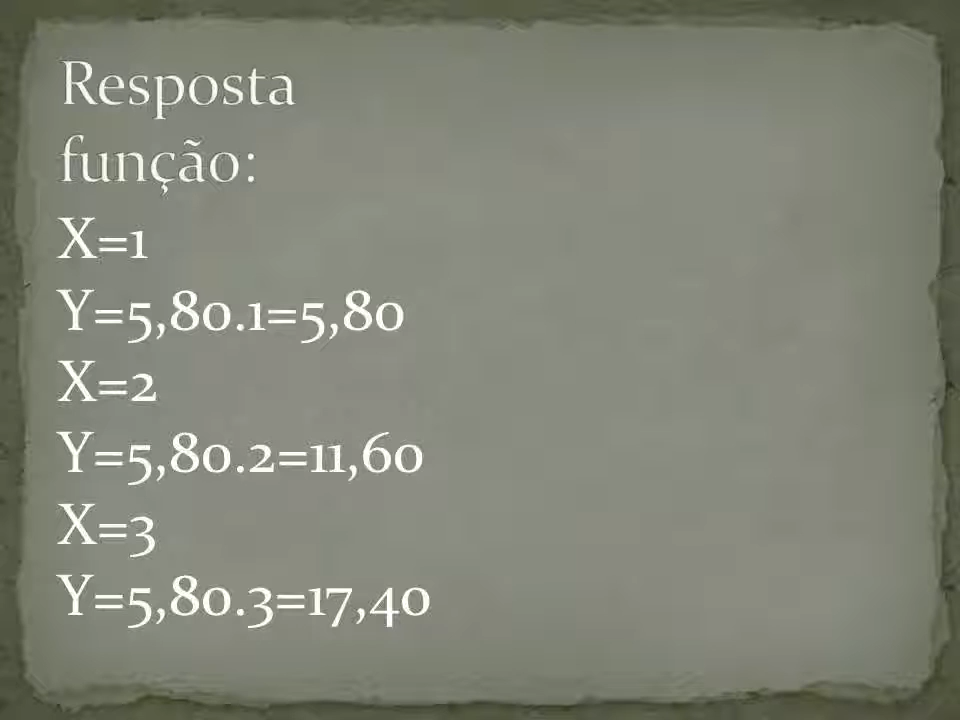 Resposta
função:
X=1
Y=5,80.1=5,80
X=2
Y=5,80.2=11,60
X=3
Y=5,80.3=17,40